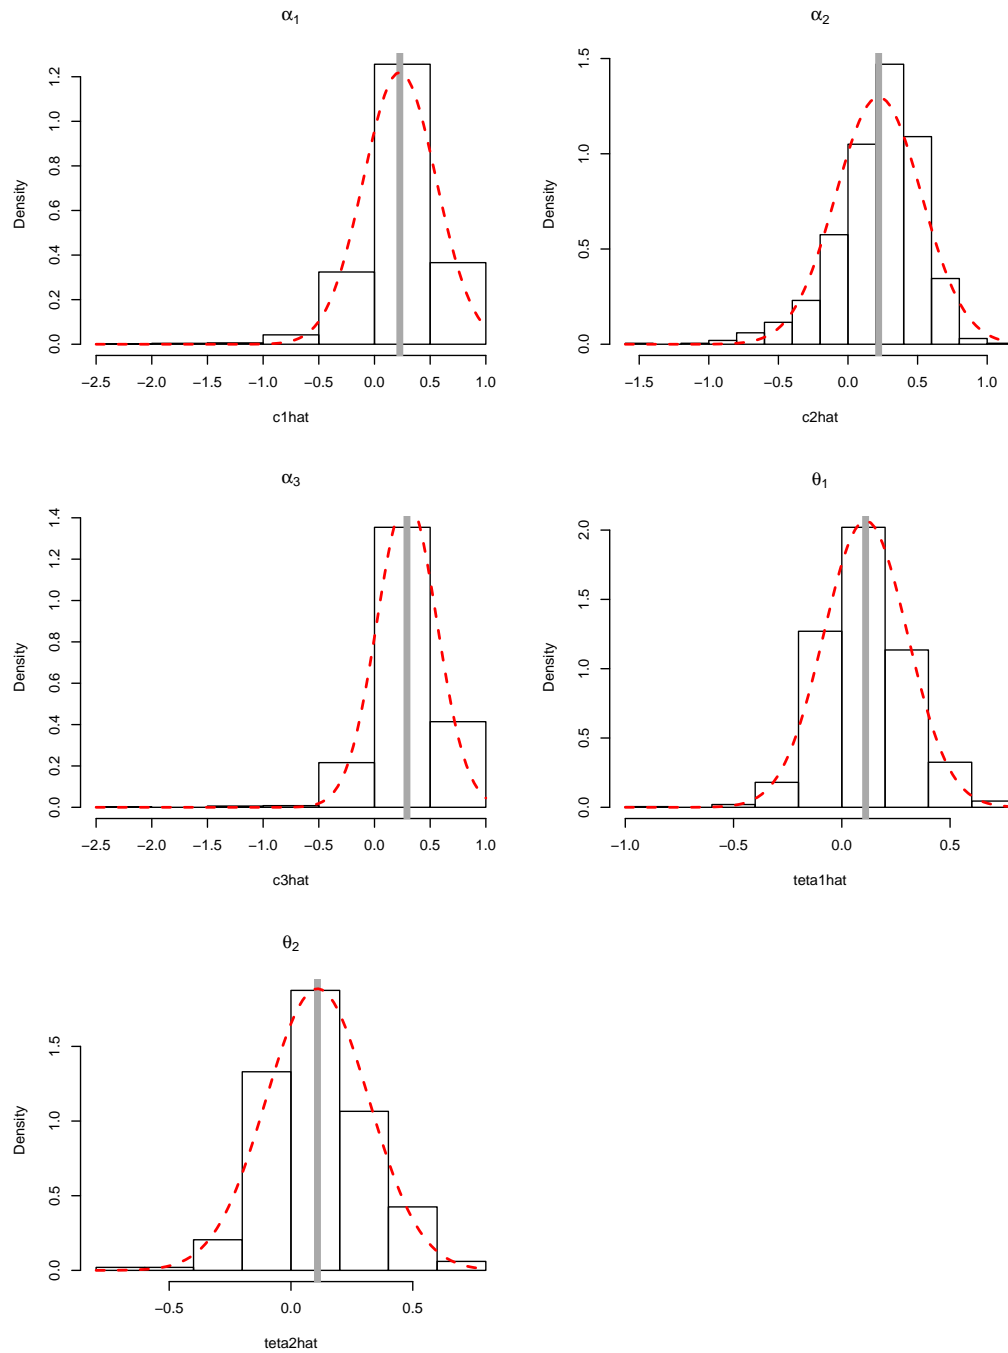 α1
Density
0.0 0.2 0.4 0.6 0.8 1.0 1.2
−2.5 −2.0 −1.5 −1.0 −0.5 0.0 0.5 1.0
c1hat
α2
Density
0.0 0.5 1.0 1.5
−1.5 −1.0 −0.5 0.0 0.5 1.0
c2hat
α3
Density
0.0 0.2 0.4 0.6 0.8 1.0 1.2 1.4
−2.5 −2.0 −1.5 −1.0 −0.5 0.0 0.5 1.0
c3hat
θ1
Density
0.0 0.5 1.0 1.5 2.0
−1.0 −0.5 0.0 0.5
teta1hat
θ2
Density
0.0 0.5 1.0 1.5
−0.5 0.0 0.5
teta2hat